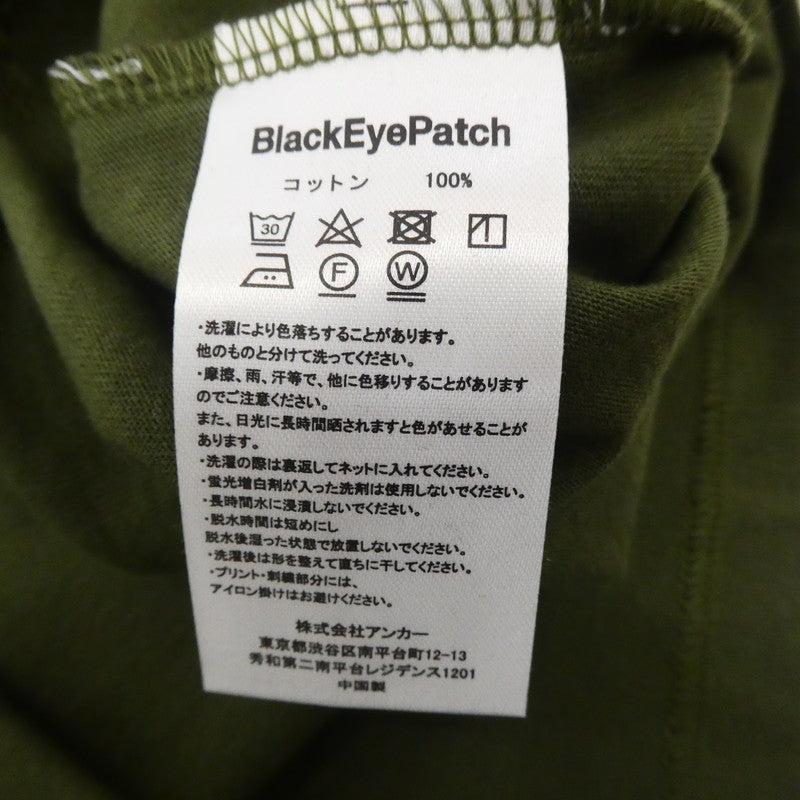 BlackEyePatch
コットン 100%
30
F W
・洗濯により色落ちすることがあります。
他のものと分けて洗ってください。
・摩擦、雨、汗等で、他に色移りすることがあります
のでご注意ください。
また、日光に長時間晒されますと色があせることが
あります。
・洗濯の際は裏返してネットに入れてください。
・蛍光増白剤が入った洗剤は使用しないでください。
・長時間水に浸漬しないでください。
・脱水時間は短めにし
脱水後湿った状態で放置しないでください。
・洗濯後は形を整えて直ちに干してください。
・プリント・刺繍部分には、
アイロン掛けはお避けください。
株式会社アンカー
東京都渋谷区南平台町12-13
秀和第二南平台レジデンス1201
中国製